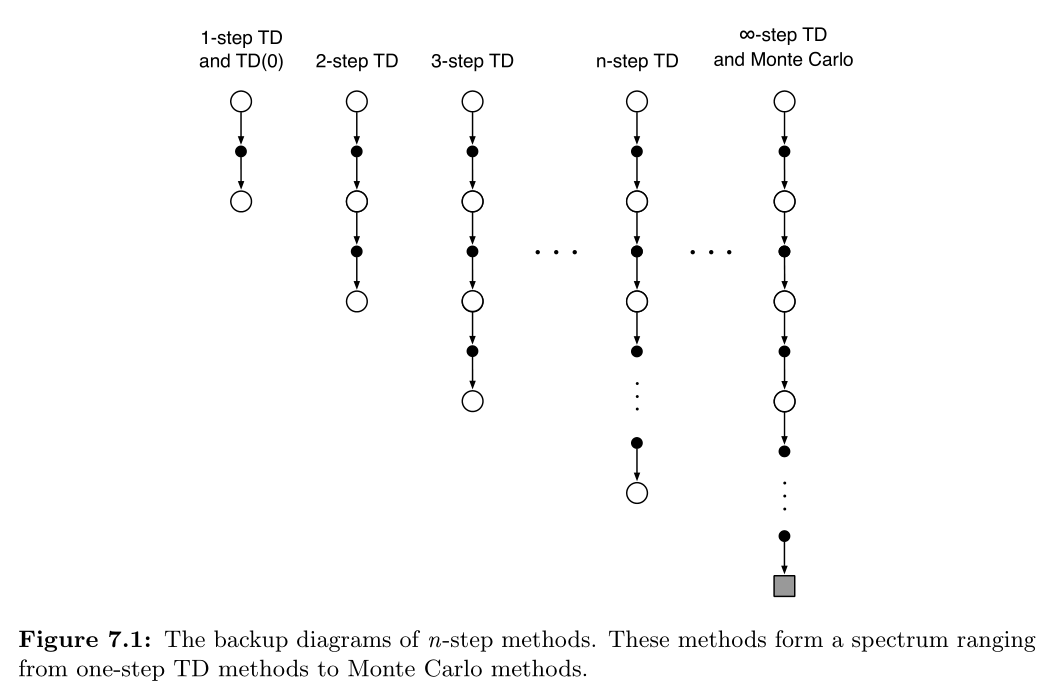 1-step TD
and TD(0)
2-step TD
3-step TD
n-step TD
∞-step TD
and Monte Carlo
Figure 7.1: The backup diagrams of n-step methods. These methods form a spectrum ranging
from one-step TD methods to Monte Carlo methods.